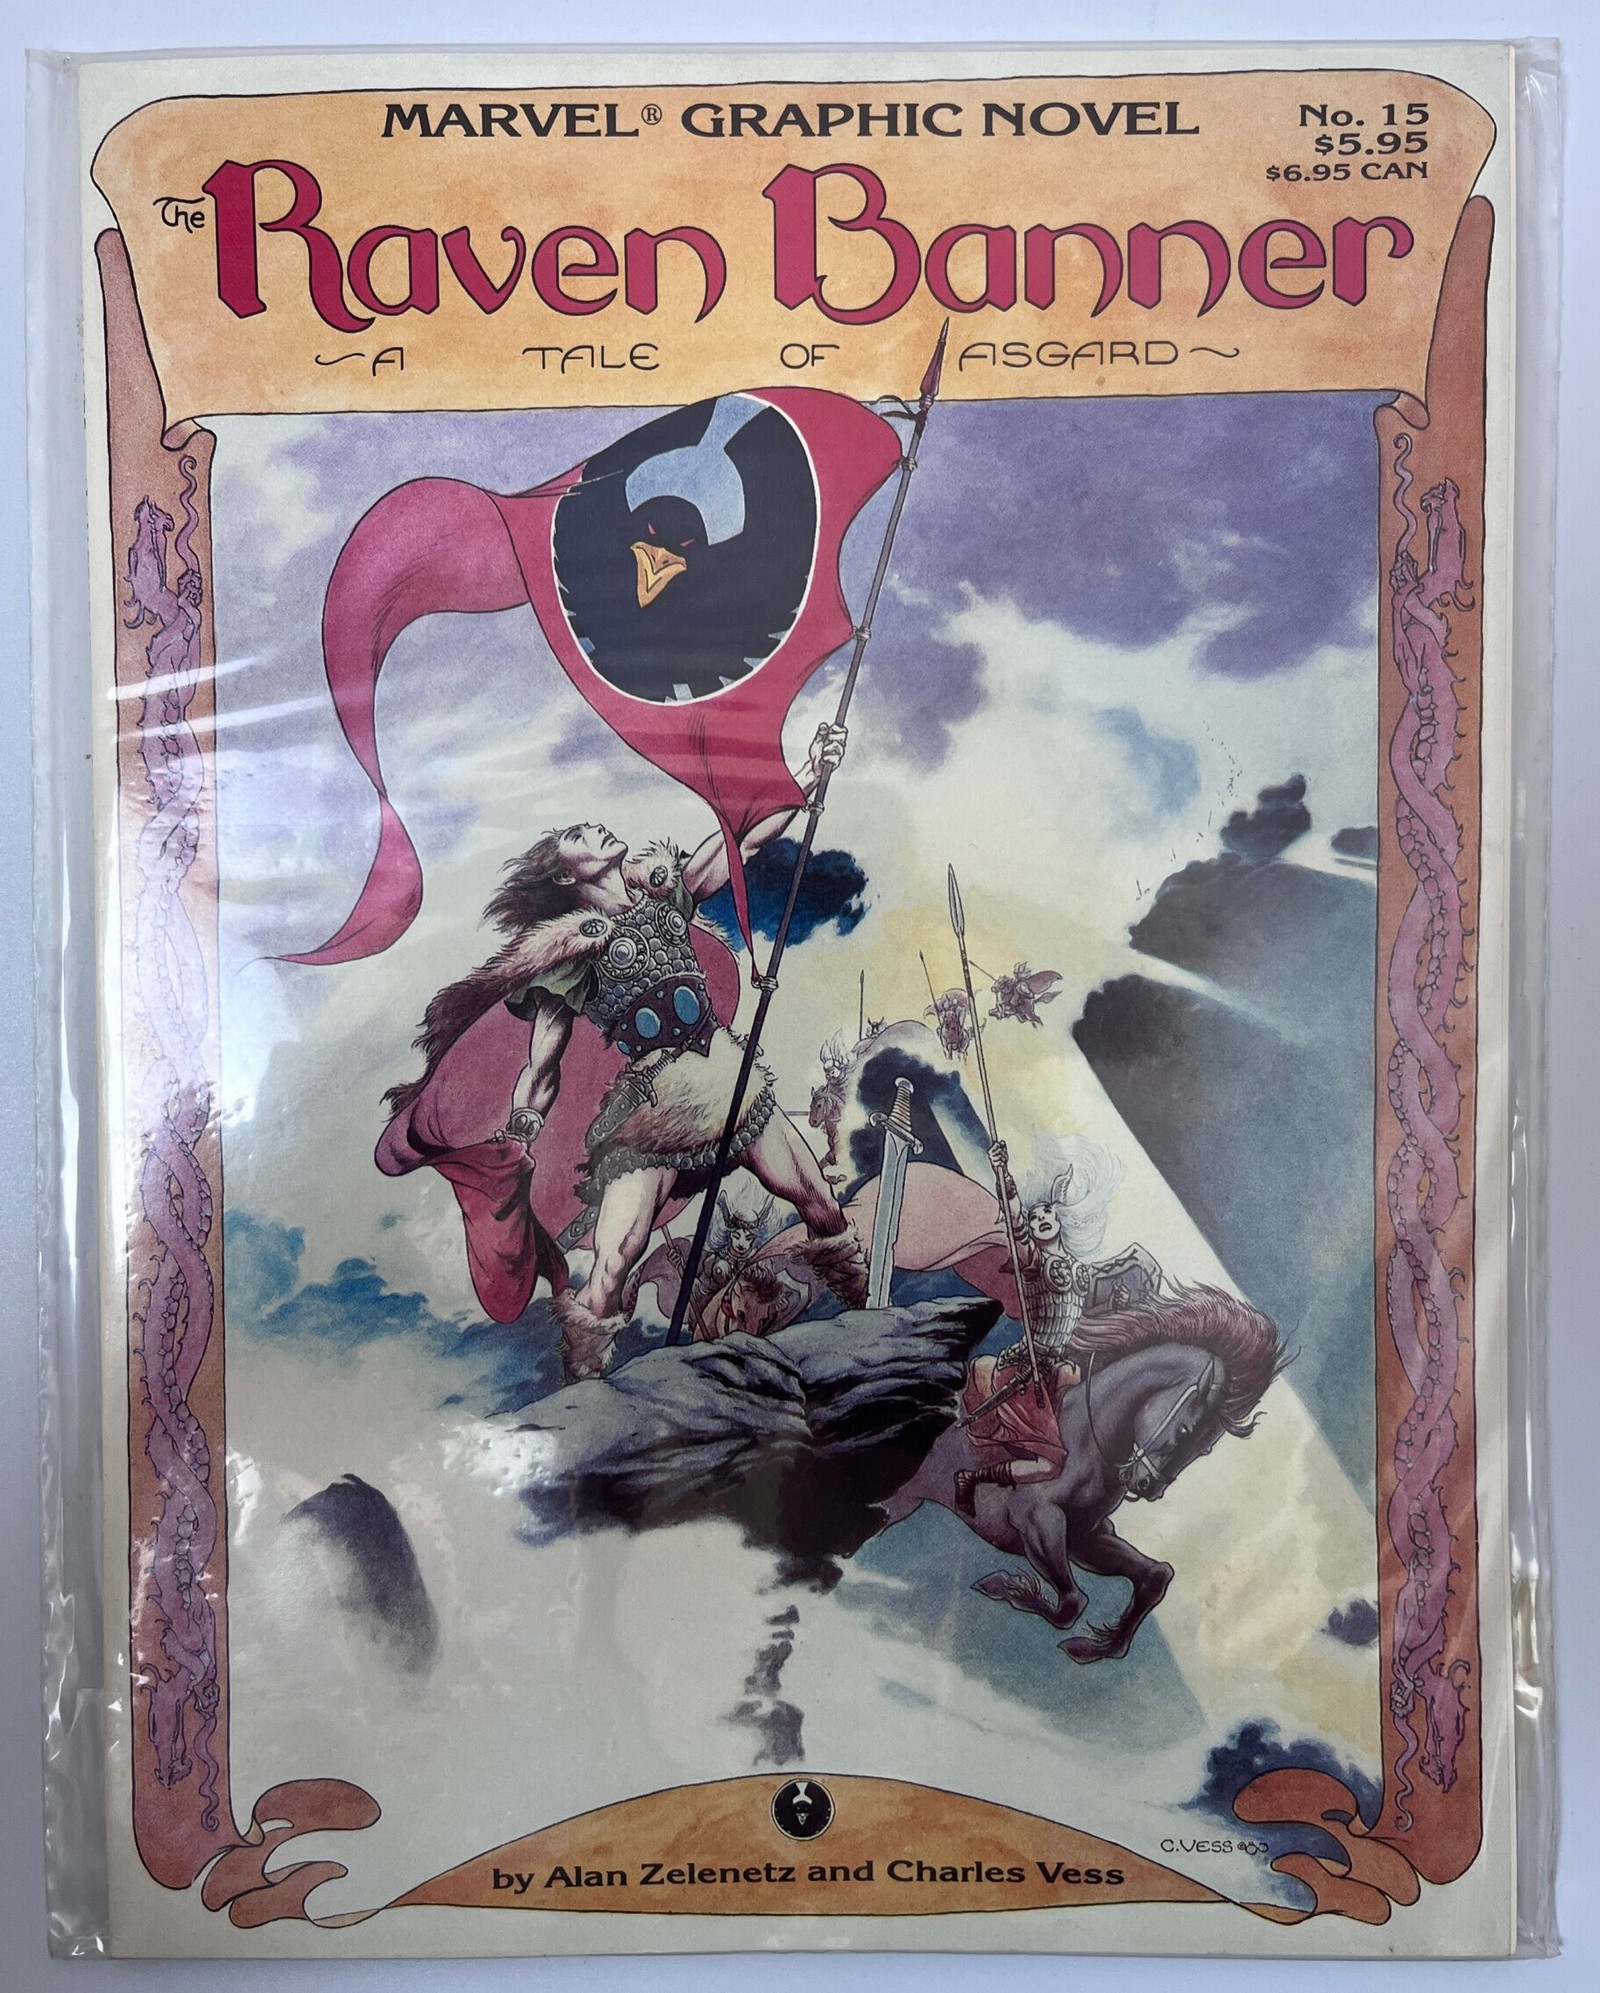 MARVEL® GRAPHIC NOVEL
No. 15
$5.95
$6.95 CAN
The Raven Banner
~A TALE OF ASGARD~
C.VESS ©83
by Alan Zelenetz and Charles Vess